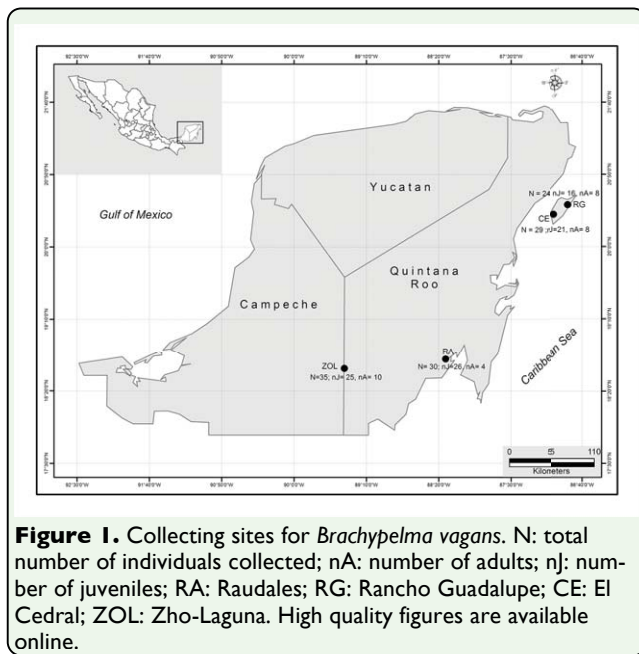 92°30'0"W 91°40'0"W 90°50'0"W 90°0'0"W 89°10'0"W 88°20'0"W 87°30'0"W 86°40'0"W
Gulf of Mexico
Yucatan
N = 24 nJ= 16, nA= 8
RG
CE
N = 29 ;nJ=21, nA= 8
Campeche
Quintana
Roo
Caribbean Sea
ZOL
N=35; nJ= 25, nA= 10
RA
N= 30; nJ=26, nA= 4
Kilometers
Figure 1. Collecting sites for Brachypelma vagans. N: total
number of individuals collected; nA: number of adults; nJ: num-
ber of juveniles; RA: Raudales; RG: Rancho Guadalupe; CE: El
Cedral; ZOL: Zho-Laguna. High quality figures are available
online.